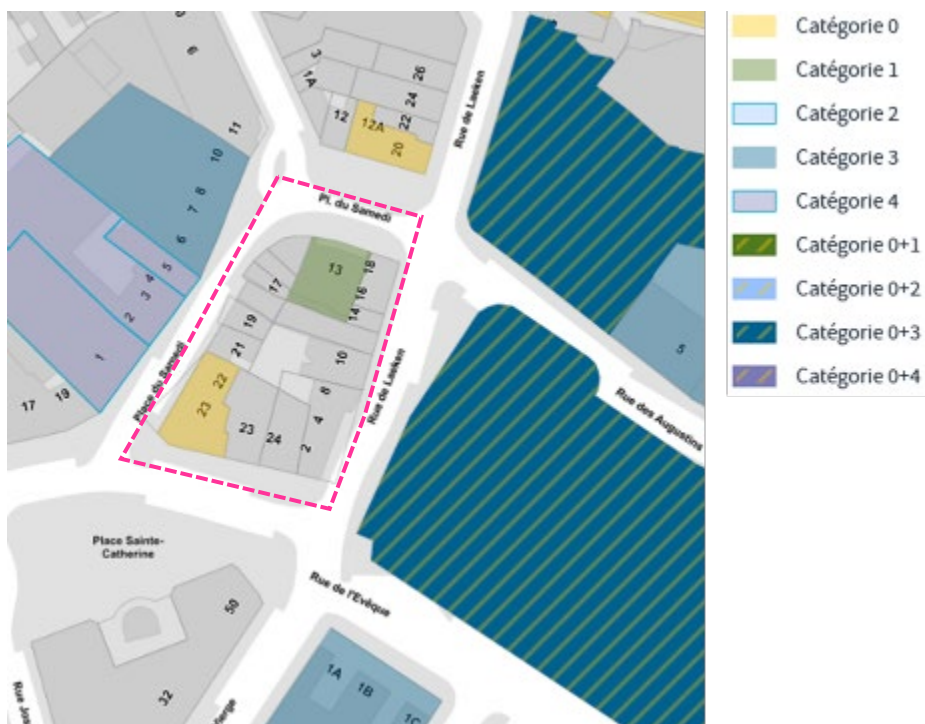 9
11
10
8
7
6
5
4
3
2
1
19
17
3
1A
26
24
22
12
12A
20
Rue de Laeken
Pl. du Samedi
13
18
16
14
17
19
21
22
23
23
24
10
8
4
2
Place du Samedi
Rue de Laeken
5
Rue des Augustins
Place Sainte-
Catherine
Rue de l'Evêque
50
32
1A
1B
1C
Rue Jos
Catégorie 0
Catégorie 1
Catégorie 2
Catégorie 3
Catégorie 4
Catégorie 0+1
Catégorie 0+2
Catégorie 0+3
Catégorie 0+4